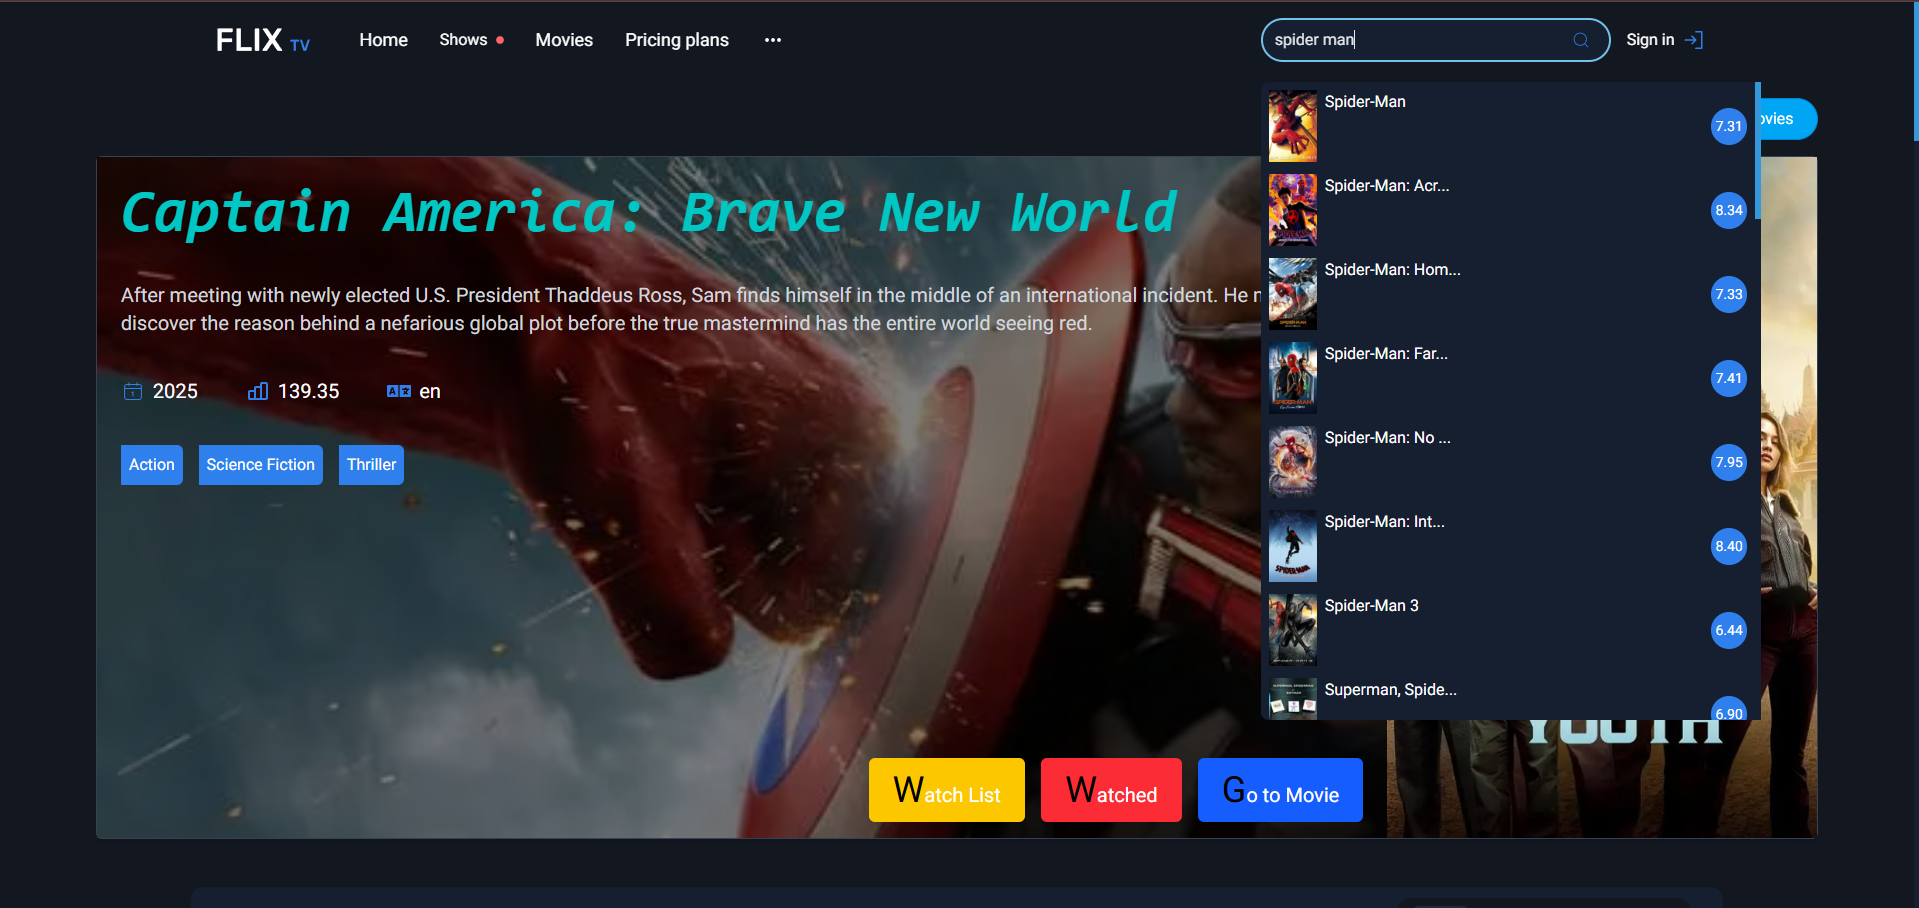 FLIX TV
Home
Shows
Movies
Pricing plans
spider man
Sign in
ovies
Spider-Man
7.31
Spider-Man: Acr...
8.34
Spider-Man: Hom...
7.33
Spider-Man: Far...
7.41
Spider-Man: No ...
7.95
Spider-Man: Int...
8.40
Spider-Man 3
6.44
Superman, Spide...
6.90
Captain America: Brave New World
After meeting with newly elected U.S. President Thaddeus Ross, Sam finds himself in the middle of an international incident. He
discover the reason behind a nefarious global plot before the true mastermind has the entire world seeing red.
2025
139.35
en
Action
Science Fiction
Thriller
YOUTH
Watch List
Watched
Go to Movie